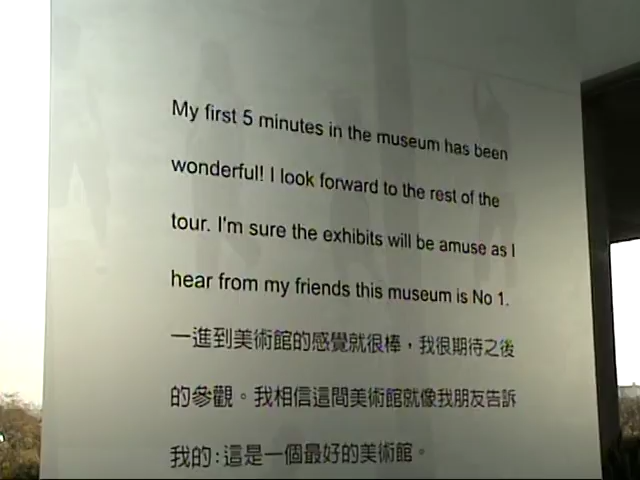 My first 5 minutes in the museum has been
wonderful! I look forward to the rest of the
tour. I'm sure the exhibits will be amuse as I
hear from my friends this museum is No 1.
一進到美術館的感覺就很棒，我很期待之後
的參觀。我相信這間美術館就像我朋友告訴
我的：這是一個最好的美術館。